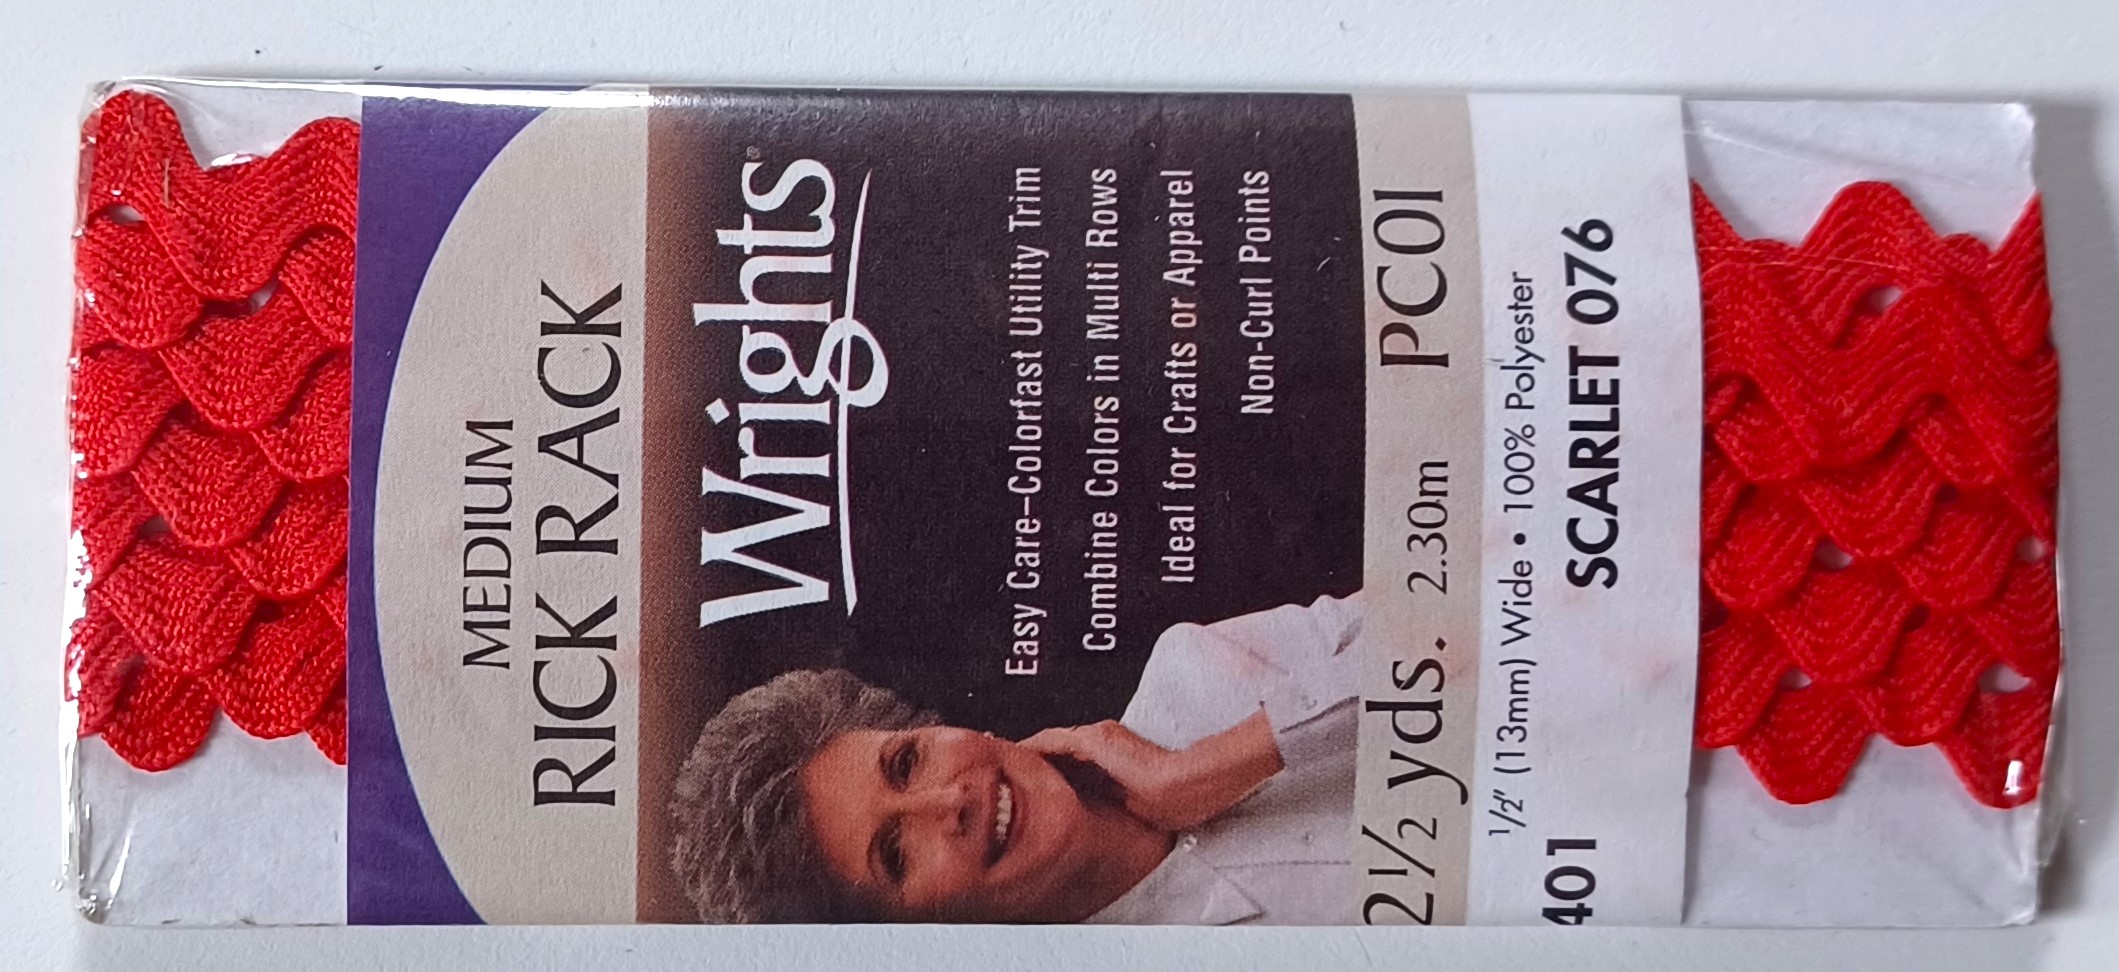 MEDIUM
RICK RACK
Wrights®
Easy Care–Colorfast Utility Trim
Combine Colors in Multi Rows
Ideal for Crafts or Apparel
Non-Curl Points
2½ yds. 2.30m PC01
½" (13mm) Wide • 100% Polyester
401 SCARLET 076